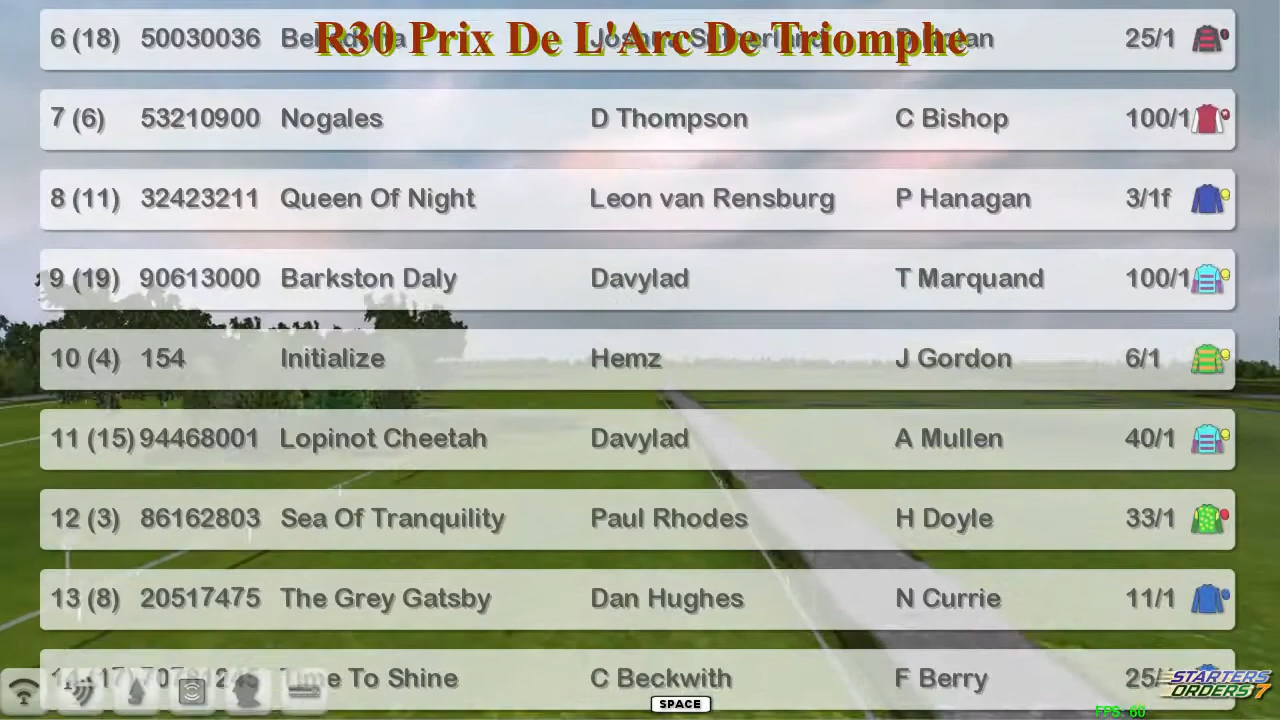 R30 Prix De L'Arc De Triomphe
6 (18) 50030036 25/1
7 (6) 53210900 Nogales D Thompson C Bishop 100/1
8 (11) 32423211 Queen Of Night Leon van Rensburg P Hanagan 3/1f
9 (19) 90613000 Barkston Daly Davylad T Marquand 100/1
10 (4) 154 Initialize Hemz J Gordon 6/1
11 (15) 94468001 Lopinot Cheetah Davylad A Mullen 40/1
12 (3) 86162803 Sea Of Tranquility Paul Rhodes H Doyle 33/1
13 (8) 20517475 The Grey Gatsby Dan Hughes N Currie 11/1
Time To Shine C Beckwith F Berry
STARTERS
ORDERS 7
SPACE
FPS: 60